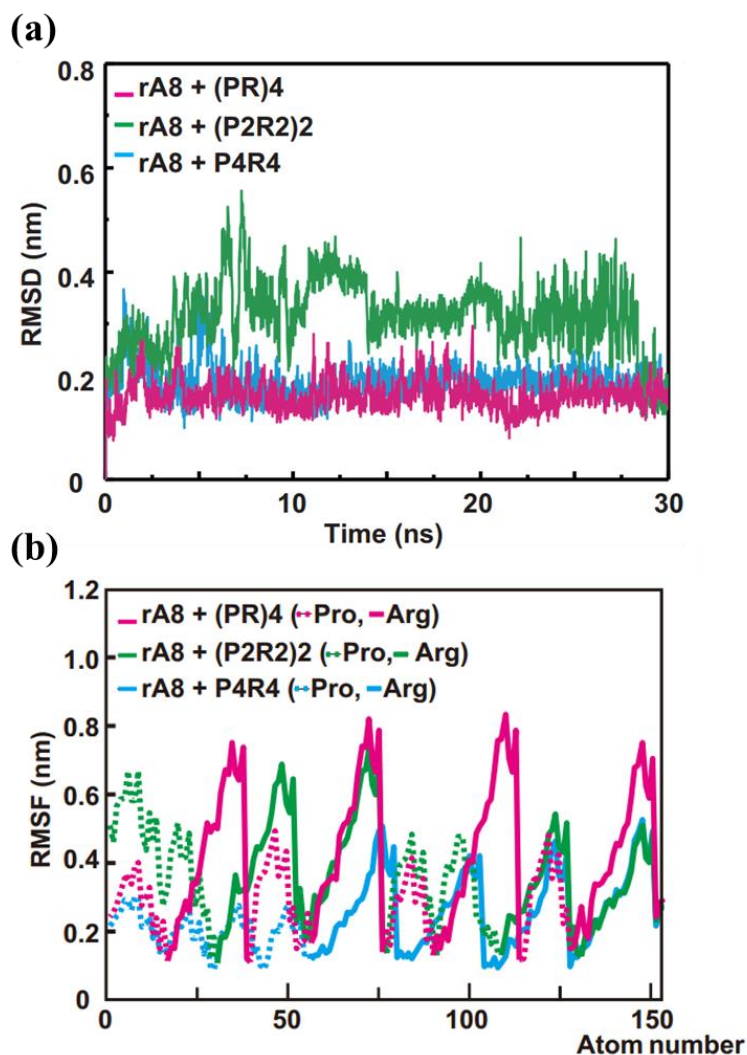 (a)
0.8
rA8 + (PR)4
rA8 + (P2R2)2
rA8 + P4R4
0.6
RMSD (nm)
0.4
0.2
0
0 10 20 30
Time (ns)
(b)
1.2
rA8 + (PR)4 (Pro, Arg)
1.0
rA8 + (P2R2)2 (Pro, Arg)
rA8 + P4R4 (Pro, Arg)
0.8
RMSF (nm)
0.6
0.4
0.2
0
0 50 100 150
Atom number